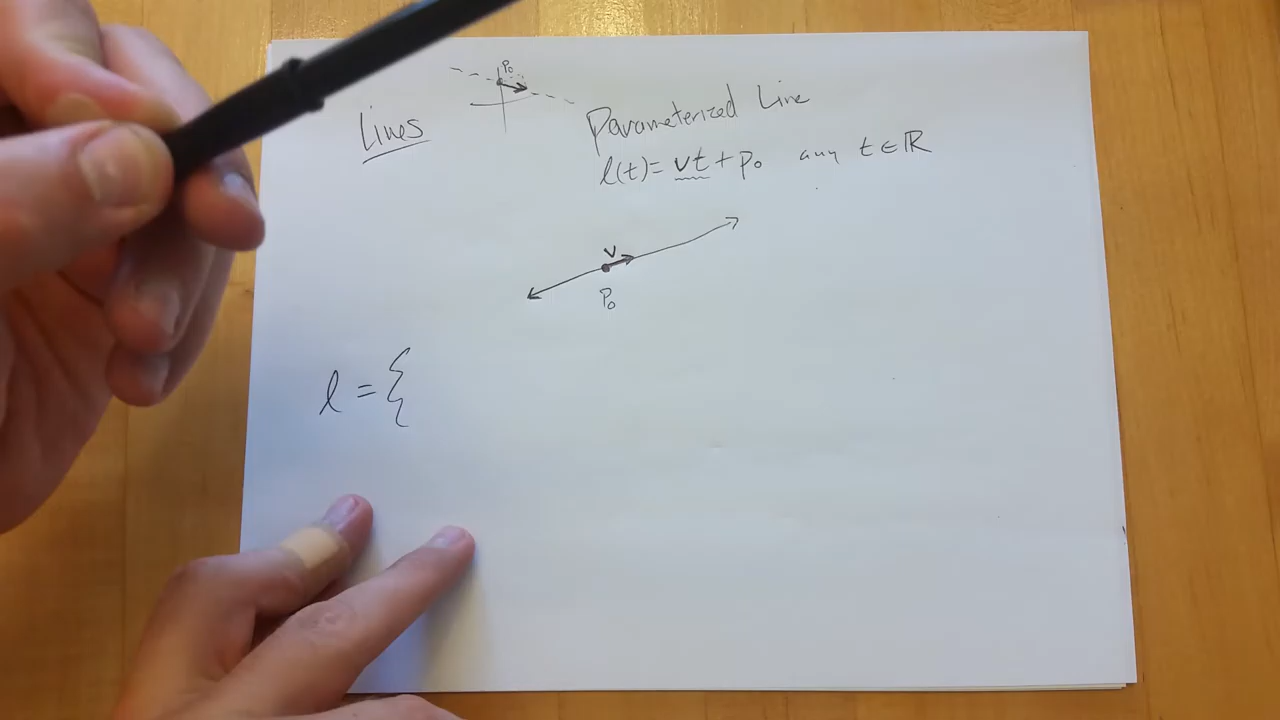 P₀
Lines
Parameterized Line
ℓ(t) = vt + p₀ any t ∈ ℝ
v
P₀
ℓ = {